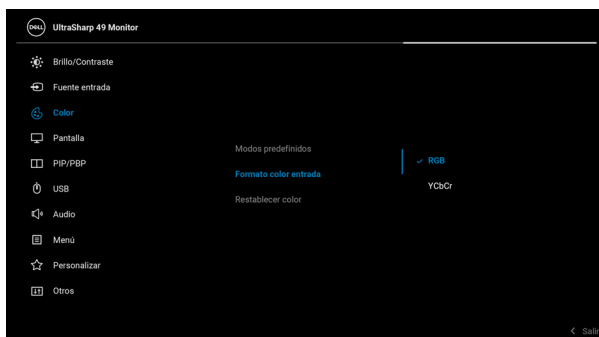 DELL
UltraSharp 49 Monitor
Brillo/Contraste
Fuente entrada
Color
Pantalla
PIP/PBP
USB
Audio
Menú
Personalizar
Otros
Modos predefinidos
Formato color entrada
Restablecer color
RGB
YCbCr
Salir